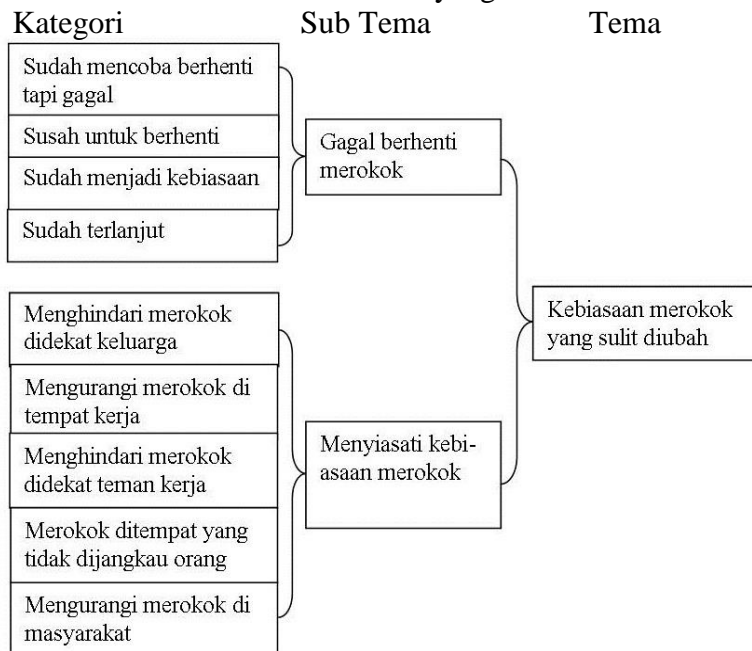 Kategori Sub Tema Tema
Sudah mencoba berhenti
tapi gagal
Susah untuk berhenti
Sudah menjadi kebiasaan
Sudah terlanjut
Gagal berhenti
merokok
Menghindari merokok
didekat keluarga
Mengurangi merokok di
tempat kerja
Menghindari merokok
didekat teman kerja
Merokok ditempat yang
tidak dijangkau orang
Mengurangi merokok di
masyarakat
Menyiasati kebi-
asaan merokok
Kebiasaan merokok
yang sulit diubah